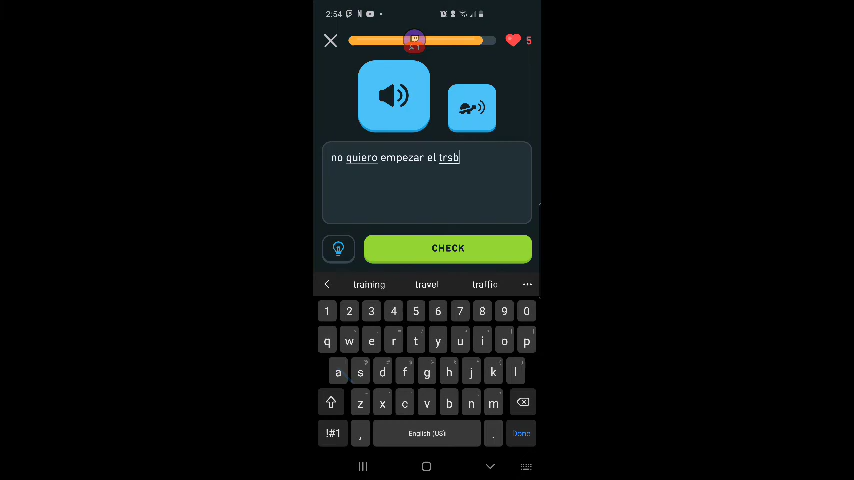 2:54
5
no quiero empezar el trsb
CHECK
training travel traffic
1 2 3 4 5 6 7 8 9 0
q w e r t y u i o p
a s d f g h j k l
z x c v b n m
!#1 , English (US) . Done